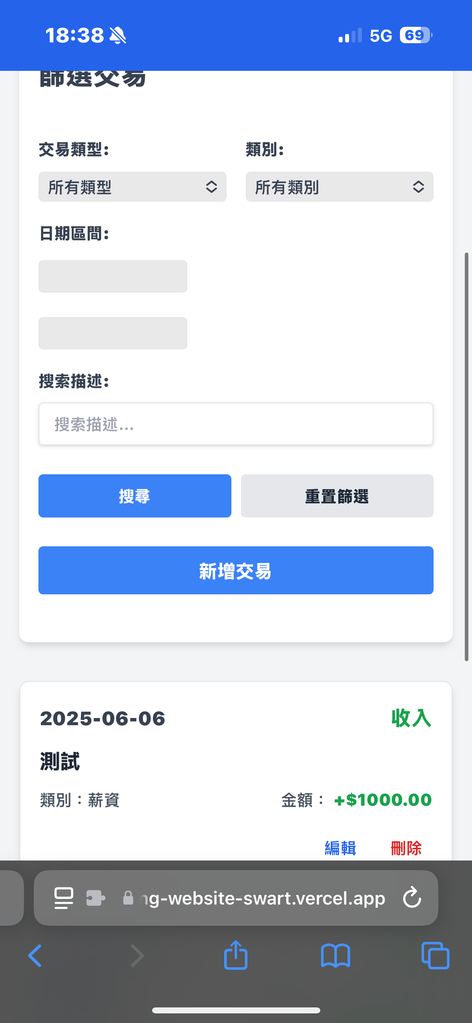 18:38 5G 69
篩選交易
交易類型: 類別:
所有類型 所有類別
日期區間:
搜索描述:
搜索描述...
搜尋 重置篩選
新增交易
2025-06-06 收入
測試
類別：薪資 金額： +$1000.00
編輯 刪除
ng-website-swart.vercel.app